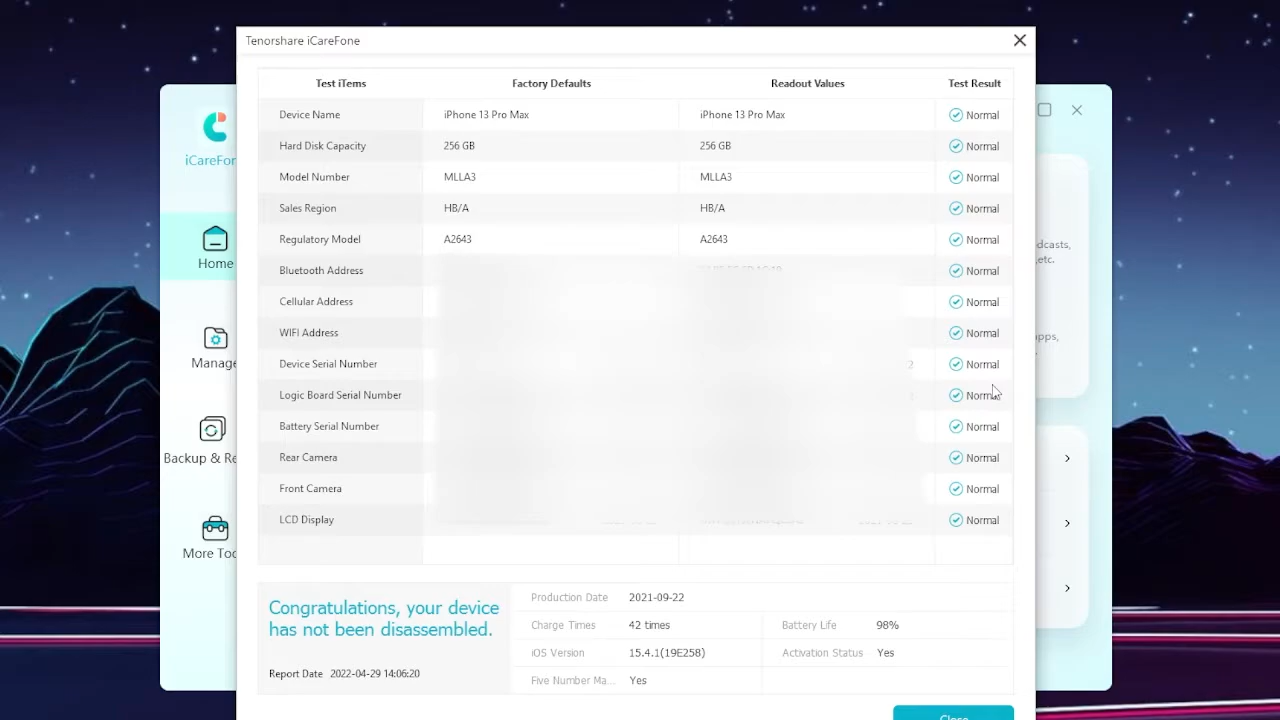 Tenorshare iCareFone
Test iTems Factory Defaults Readout Values Test Result
Device Name iPhone 13 Pro Max iPhone 13 Pro Max Normal
Hard Disk Capacity 256 GB 256 GB Normal
Model Number MLLA3 MLLA3 Normal
Sales Region HB/A HB/A Normal
Regulatory Model A2643 A2643 Normal
Bluetooth Address Normal
Cellular Address Normal
WIFI Address Normal
Device Serial Number 2 Normal
Logic Board Serial Number Normal
Battery Serial Number Normal
Rear Camera Normal
Front Camera Normal
LCD Display Normal
Congratulations, your device
has not been disassembled.
Report Date 2022-04-29 14:06:20
Production Date 2021-09-22
Charge Times 42 times Battery Life 98%
iOS Version 15.4.1(19E258) Activation Status Yes
Five Number Ma... Yes
Close
iCareFon
Home
Manage
Backup & Re
More Too
dcasts,
,etc.
apps,